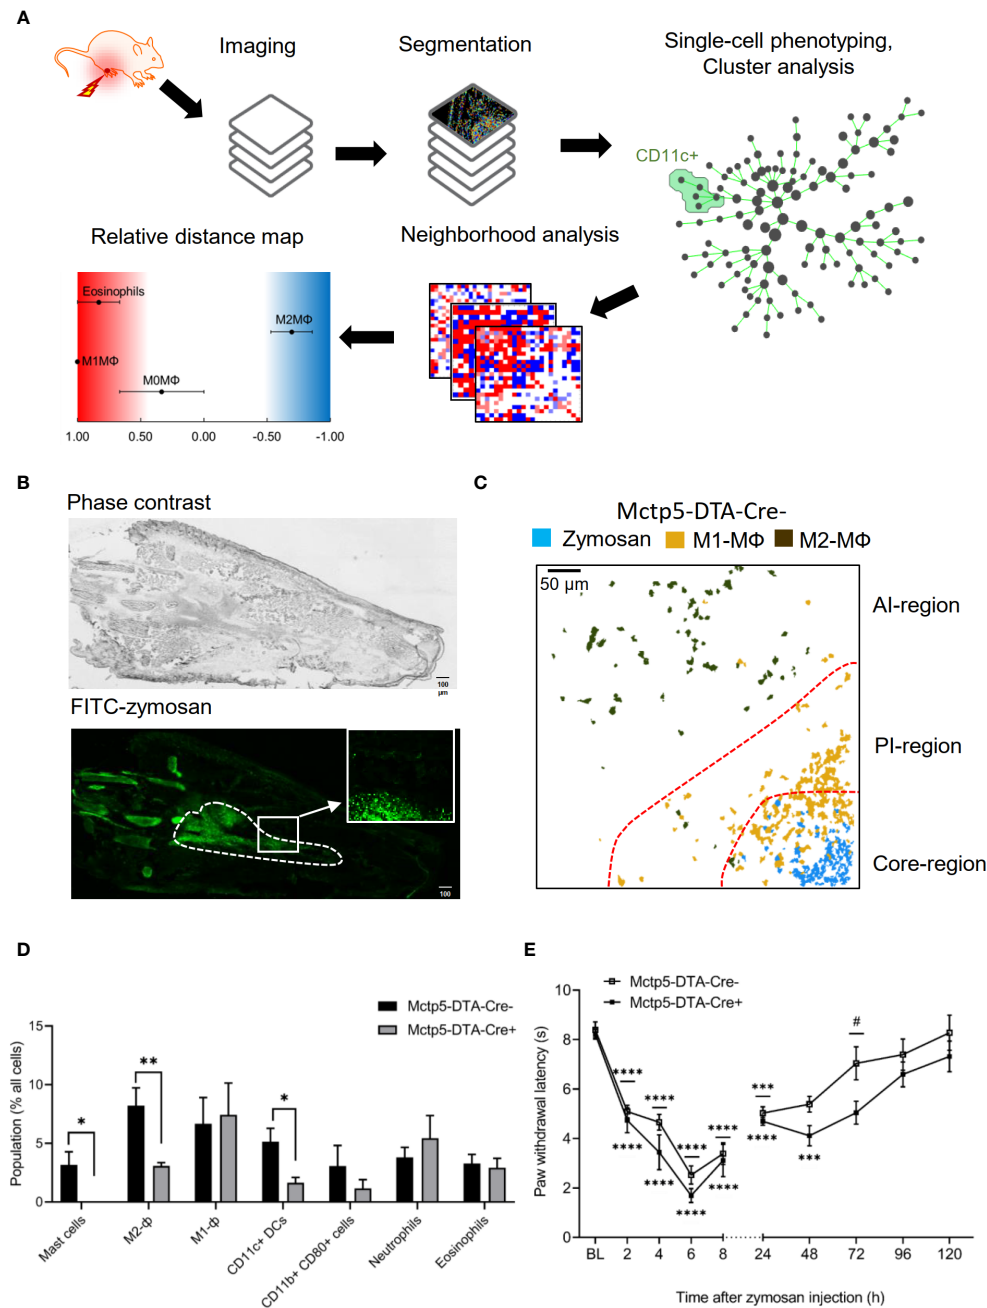 A
Imaging
Segmentation
Single-cell phenotyping,
Cluster analysis
CD11c+
Relative distance map
Neighborhood analysis
Eosinophils
M2MΦ
M1MΦ
M0MΦ
1.00 0.50 0.00 -0.50 -1.00
B
Phase contrast
100
µm
FITC-zymosan
100
C
Mctp5-DTA-Cre-
Zymosan M1-MΦ M2-MΦ
50 µm
AI-region
PI-region
Core-region
D
Mctp5-DTA-Cre-
Mctp5-DTA-Cre+
Population (% all cells)
15
10
5
0
*
**
*
Mast cells
M2-Φ
M1-Φ
CD11c+ DCs
CD11b+ CD80+ cells
Neutrophils
Eosinophils
E
Mctp5-DTA-Cre-
Mctp5-DTA-Cre+
Paw withdrawal latency (s)
10
8
6
4
2
0
****
****
****
****
***
#
****
****
****
****
****
***
BL 2 4 6 8 24 48 72 96 120
Time after zymosan injection (h)